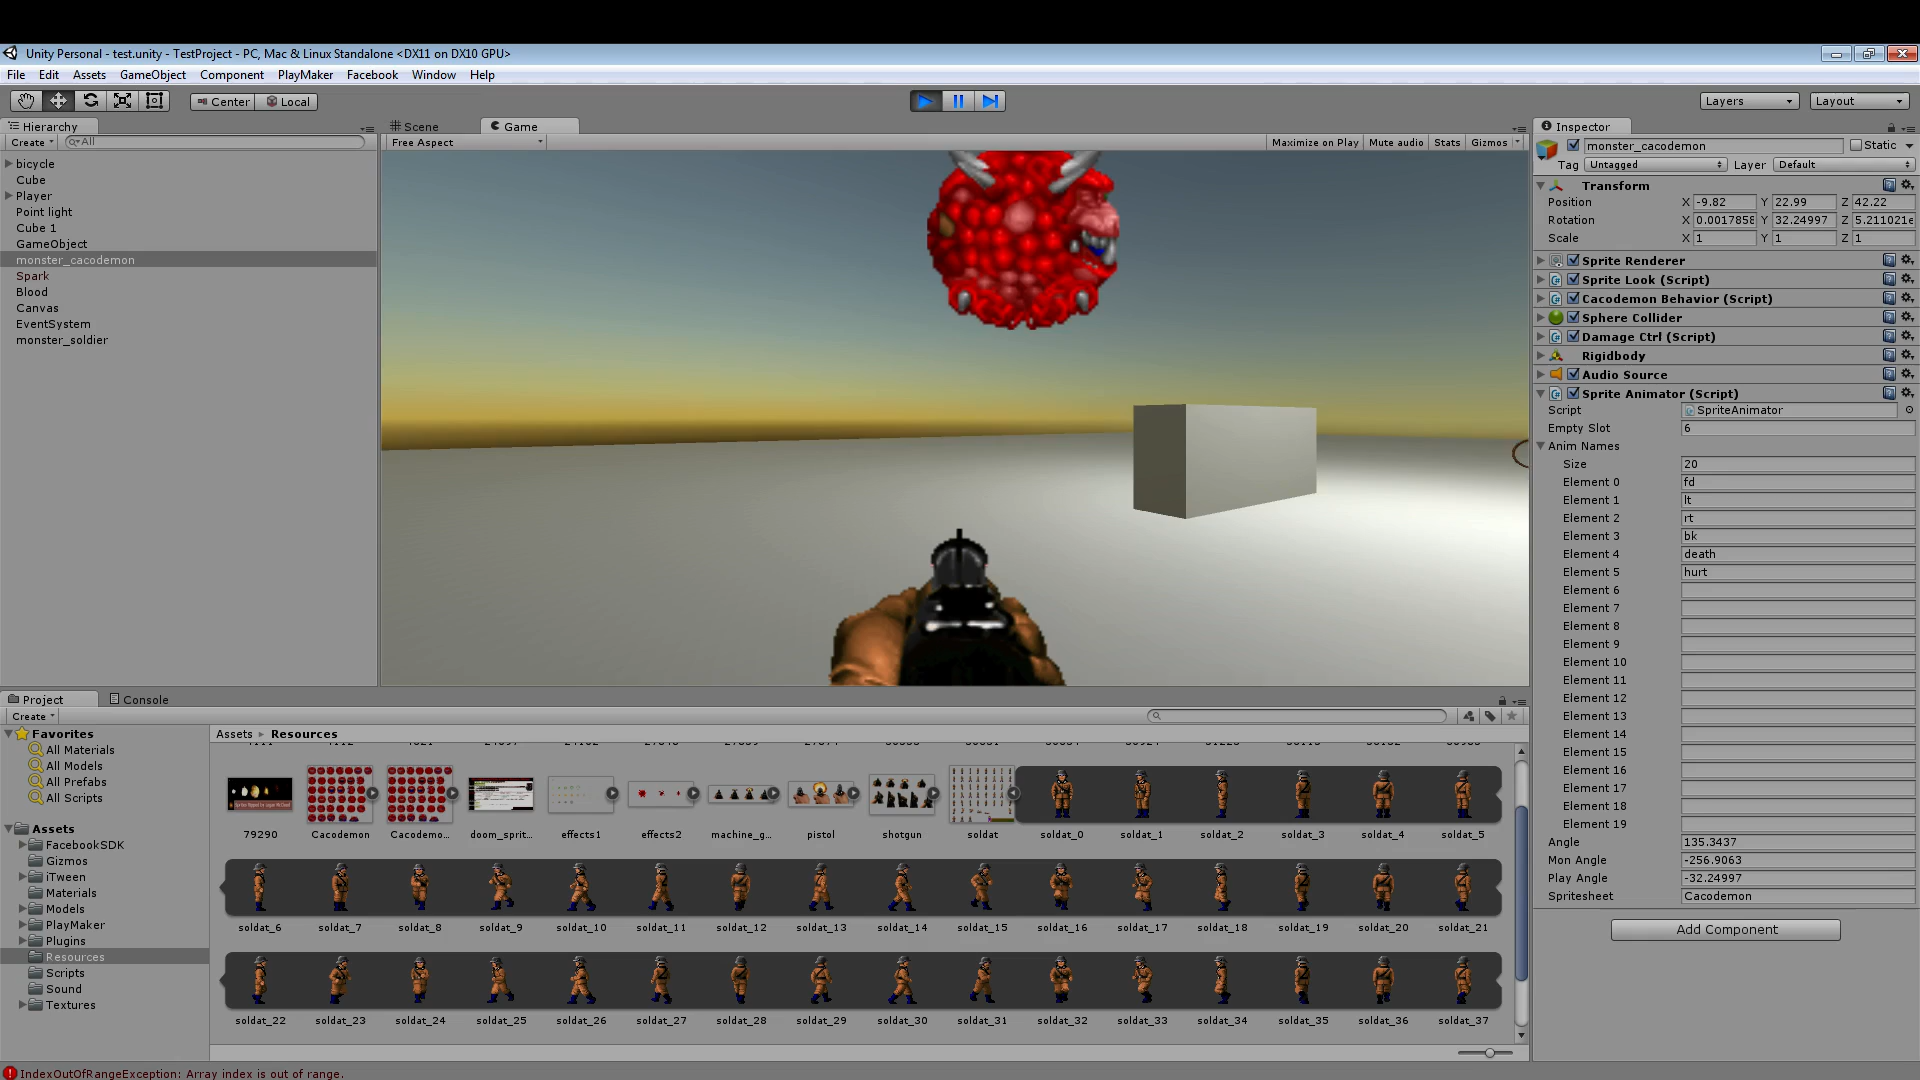 Unity Personal - test.unity - TestProject - PC, Mac & Linux Standalone <DX11 on DX10 GPU>
File Edit Assets GameObject Component PlayMaker Facebook Window Help
Center Local
Layers Layout
Hierarchy
Create All
bicycle
Cube
Player
Point light
Cube 1
GameObject
monster_cacodemon
Spark
Blood
Canvas
EventSystem
monster_soldier
Scene Game
Free Aspect Maximize on Play Mute audio Stats Gizmos
Inspector
monster_cacodemon Static
Tag Untagged Layer Default
Transform
Position X -9.82 Y 22.99 Z 42.22
Rotation X 0.0017858 Y 32.24997 Z 5.211021e
Scale X 1 Y 1 Z 1
Sprite Renderer
Sprite Look (Script)
Cacodemon Behavior (Script)
Sphere Collider
Damage Ctrl (Script)
Rigidbody
Audio Source
Sprite Animator (Script)
Script SpriteAnimator
Empty Slot 6
Anim Names
Size 20
Element 0 fd
Element 1 lt
Element 2 rt
Element 3 bk
Element 4 death
Element 5 hurt
Element 6
Element 7
Element 8
Element 9
Element 10
Element 11
Element 12
Element 13
Element 14
Element 15
Element 16
Element 17
Element 18
Element 19
Angle 135.3437
Mon Angle -256.9063
Play Angle -32.24997
Spritesheet Cacodemon
Add Component
Project Console
Create
Favorites
All Materials
All Models
All Prefabs
All Scripts
Assets
FacebookSDK
Gizmos
iTween
Materials
Models
PlayMaker
Plugins
Resources
Scripts
Sound
Textures
Assets Resources
79290 Cacodemon Cacodemo... doom_sprit... effects1 effects2 machine_g... pistol shotgun soldat soldat_0 soldat_1 soldat_2 soldat_3 soldat_4 soldat_5
soldat_6 soldat_7 soldat_8 soldat_9 soldat_10 soldat_11 soldat_12 soldat_13 soldat_14 soldat_15 soldat_16 soldat_17 soldat_18 soldat_19 soldat_20 soldat_21
soldat_22 soldat_23 soldat_24 soldat_25 soldat_26 soldat_27 soldat_28 soldat_29 soldat_30 soldat_31 soldat_32 soldat_33 soldat_34 soldat_35 soldat_36 soldat_37
IndexOutOfRangeException: Array index is out of range.